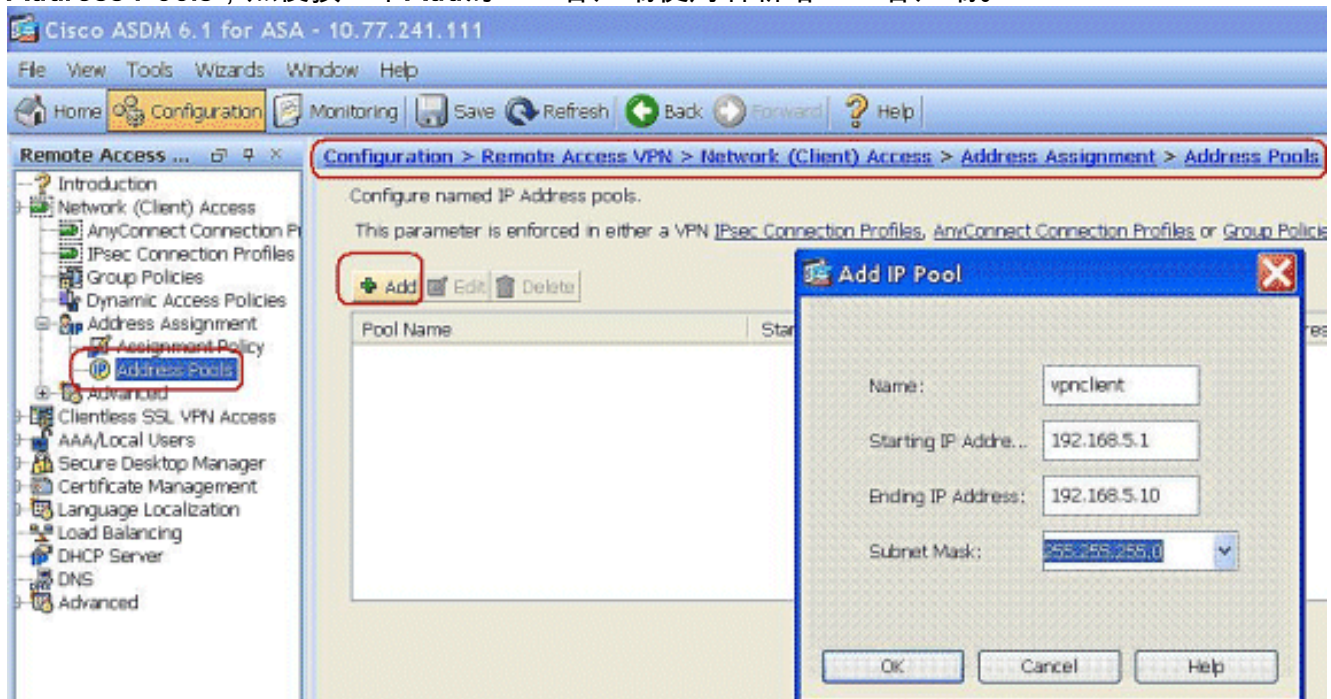 Cisco ASDM 6.1 for ASA - 10.77.241.111
File View Tools Wizards Window Help
Home Configuration Monitoring Save Refresh Back Forward Help
Remote Access ...
Configuration > Remote Access VPN > Network (Client) Access > Address Assignment > Address Pools
Introduction
Network (Client) Access
AnyConnect Connection P
IPsec Connection Profiles
Group Policies
Dynamic Access Policies
Address Assignment
Assignment Policy
Address Pools
Advanced
Clientless SSL VPN Access
AAA/Local Users
Secure Desktop Manager
Certificate Management
Language Localization
Load Balancing
DHCP Server
DNS
Advanced
Configure named IP Address pools.
This parameter is enforced in either a VPN IPsec Connection Profiles, AnyConnect Connection Profiles or Group Policie
Add Edit Delete
Pool Name Star
Add IP Pool
Name: vpnclient
Starting IP Addre... 192.168.5.1
Ending IP Address: 192.168.5.10
Subnet Mask: 255.255.255.0
OK Cancel Help